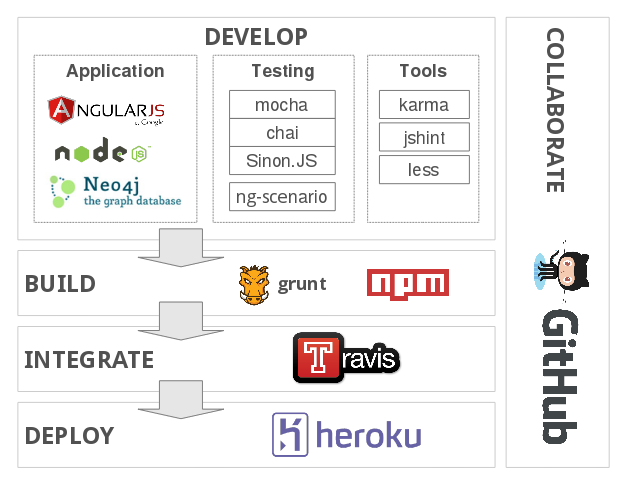 DEVELOP
Application
ANGULARJS
by Google
node
JS
™
Neo4j
the graph database
Testing
mocha
chai
Sinon.JS
ng-scenario
Tools
karma
jshint
less
BUILD
grunt
npm
INTEGRATE
Travis
DEPLOY
heroku
COLLABORATE
GitHub